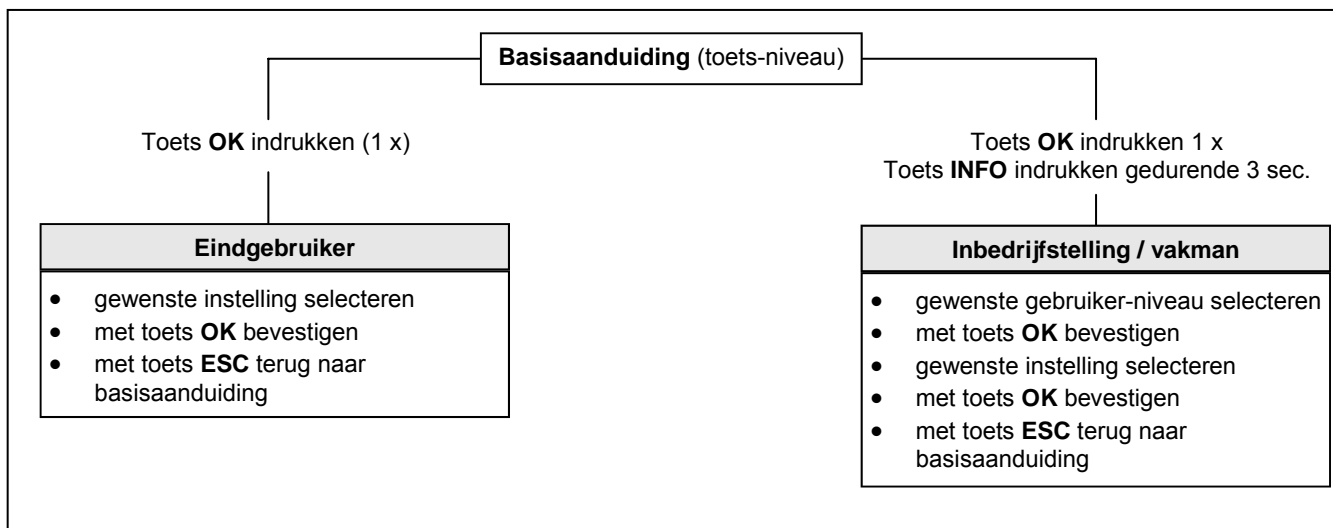 Basisaanduiding (toets-niveau)
Toets OK indrukken (1 x)
Toets OK indrukken 1 x
Toets INFO indrukken gedurende 3 sec.
Eindgebruiker
• gewenste instelling selecteren
• met toets OK bevestigen
• met toets ESC terug naar
basisaanduiding
Inbedrijfstelling / vakman
• gewenste gebruiker-niveau selecteren
• met toets OK bevestigen
• gewenste instelling selecteren
• met toets OK bevestigen
• met toets ESC terug naar
basisaanduiding